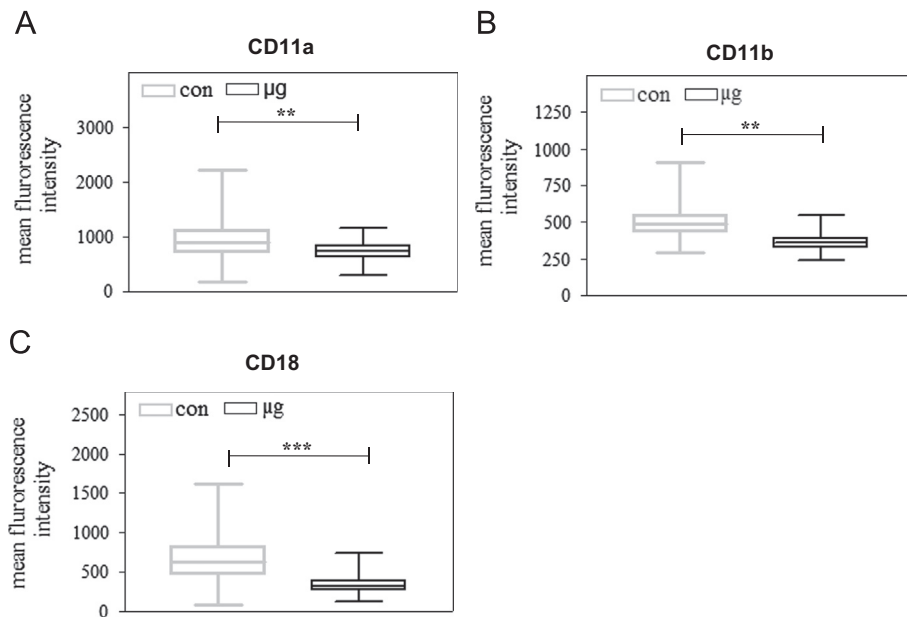 A
CD11a
con µg
**
mean flurorescence
intensity
3000
2000
1000
0
B
CD11b
con µg
**
mean flurorescence
intensity
1250
1000
750
500
250
0
C
CD18
con µg
***
mean flurorescence
intensity
2500
2000
1500
1000
500
0